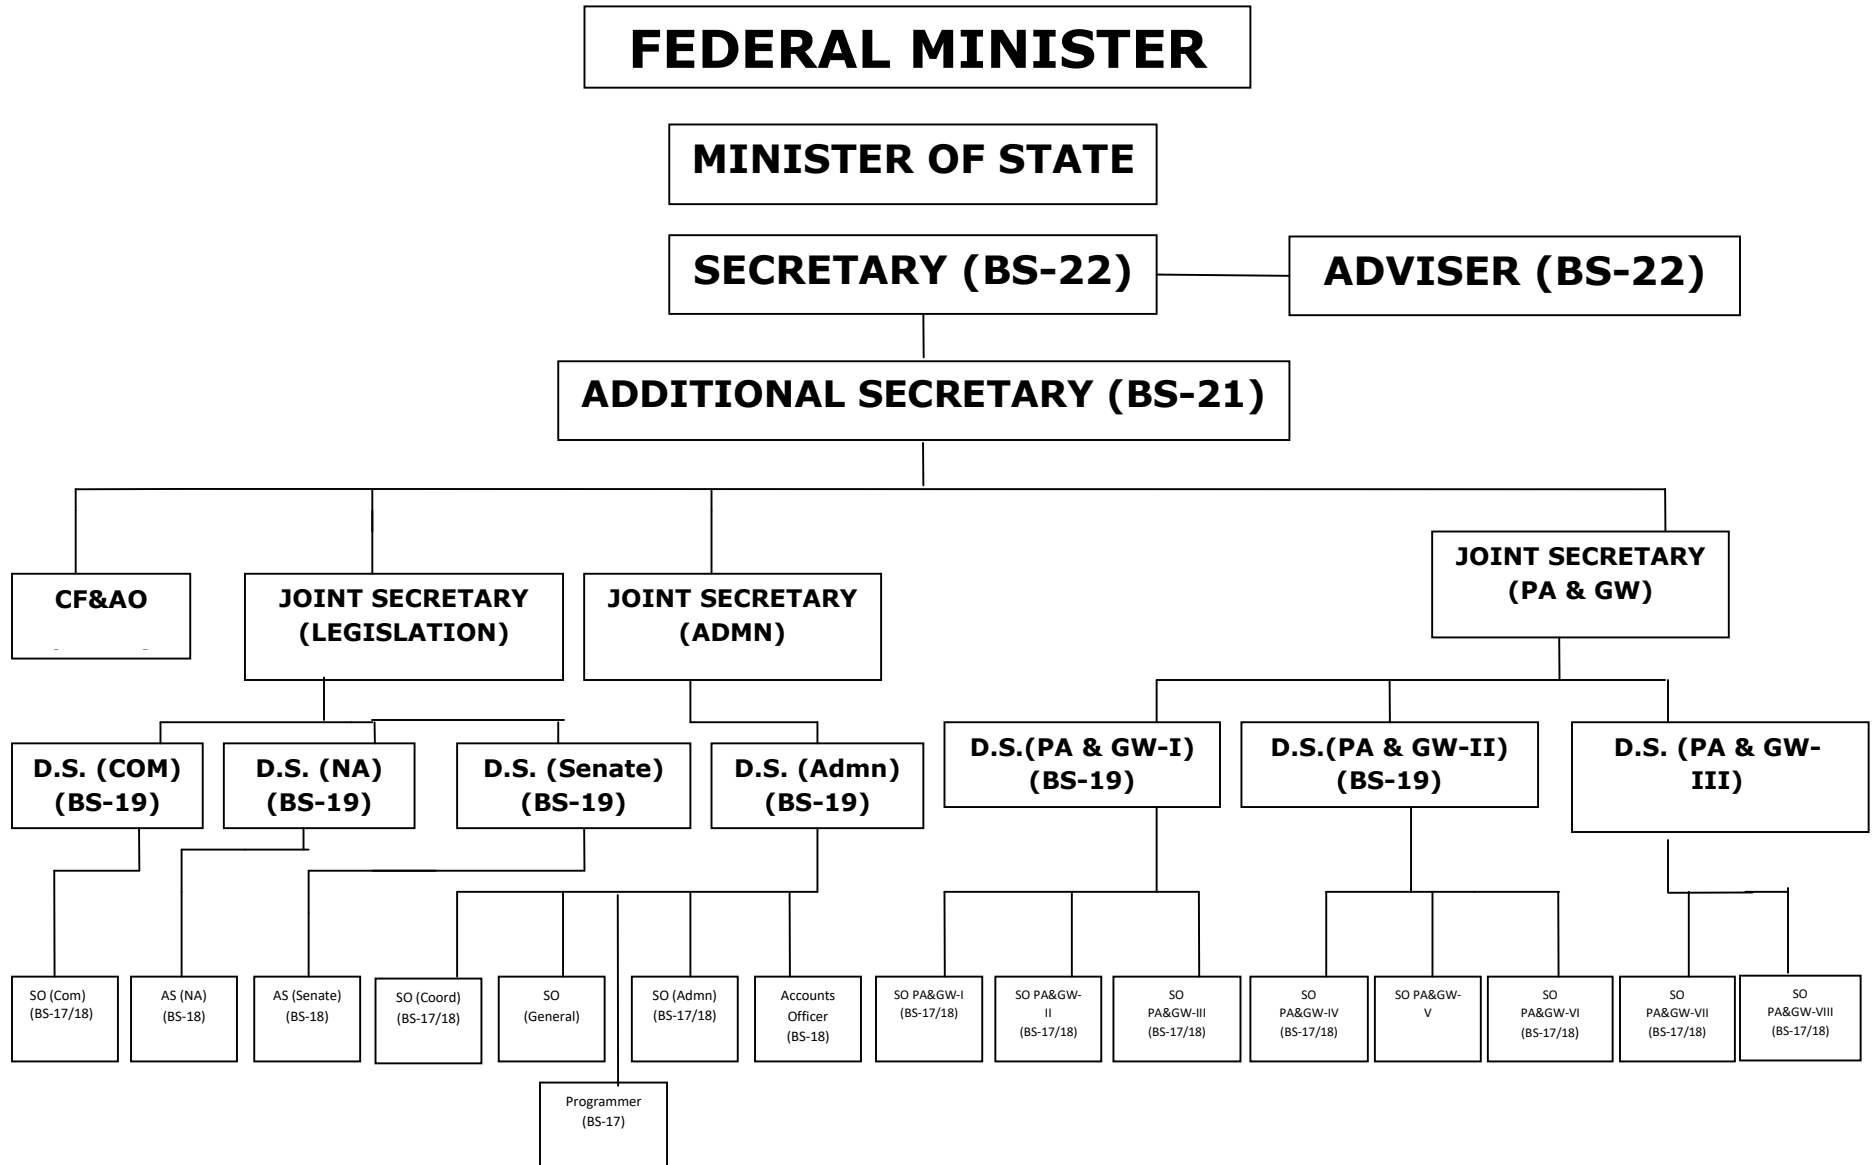 FEDERAL MINISTER
MINISTER OF STATE
SECRETARY (BS-22)
ADVISER (BS-22)
ADDITIONAL SECRETARY (BS-21)
CF&AO
JOINT SECRETARY
(LEGISLATION)
JOINT SECRETARY
(ADMN)
JOINT SECRETARY
(PA & GW)
D.S. (COM)
(BS-19)
D.S. (NA)
(BS-19)
D.S. (Senate)
(BS-19)
D.S. (Admn)
(BS-19)
D.S.(PA & GW-I)
(BS-19)
D.S.(PA & GW-II)
(BS-19)
D.S. (PA & GW-
III)
SO (Com)
(BS-17/18)
AS (NA)
(BS-18)
AS (Senate)
(BS-18)
SO (Coord)
(BS-17/18)
SO
(General)
SO (Admn)
(BS-17/18)
Accounts
Officer
(BS-18)
SO PA&GW-I
(BS-17/18)
SO PA&GW-
II
(BS-17/18)
SO
PA&GW-III
(BS-17/18)
SO
PA&GW-IV
(BS-17/18)
SO PA&GW-
V
SO
PA&GW-VI
(BS-17/18)
SO
PA&GW-VII
(BS-17/18)
SO
PA&GW-VIII
(BS-17/18)
Programmer
(BS-17)